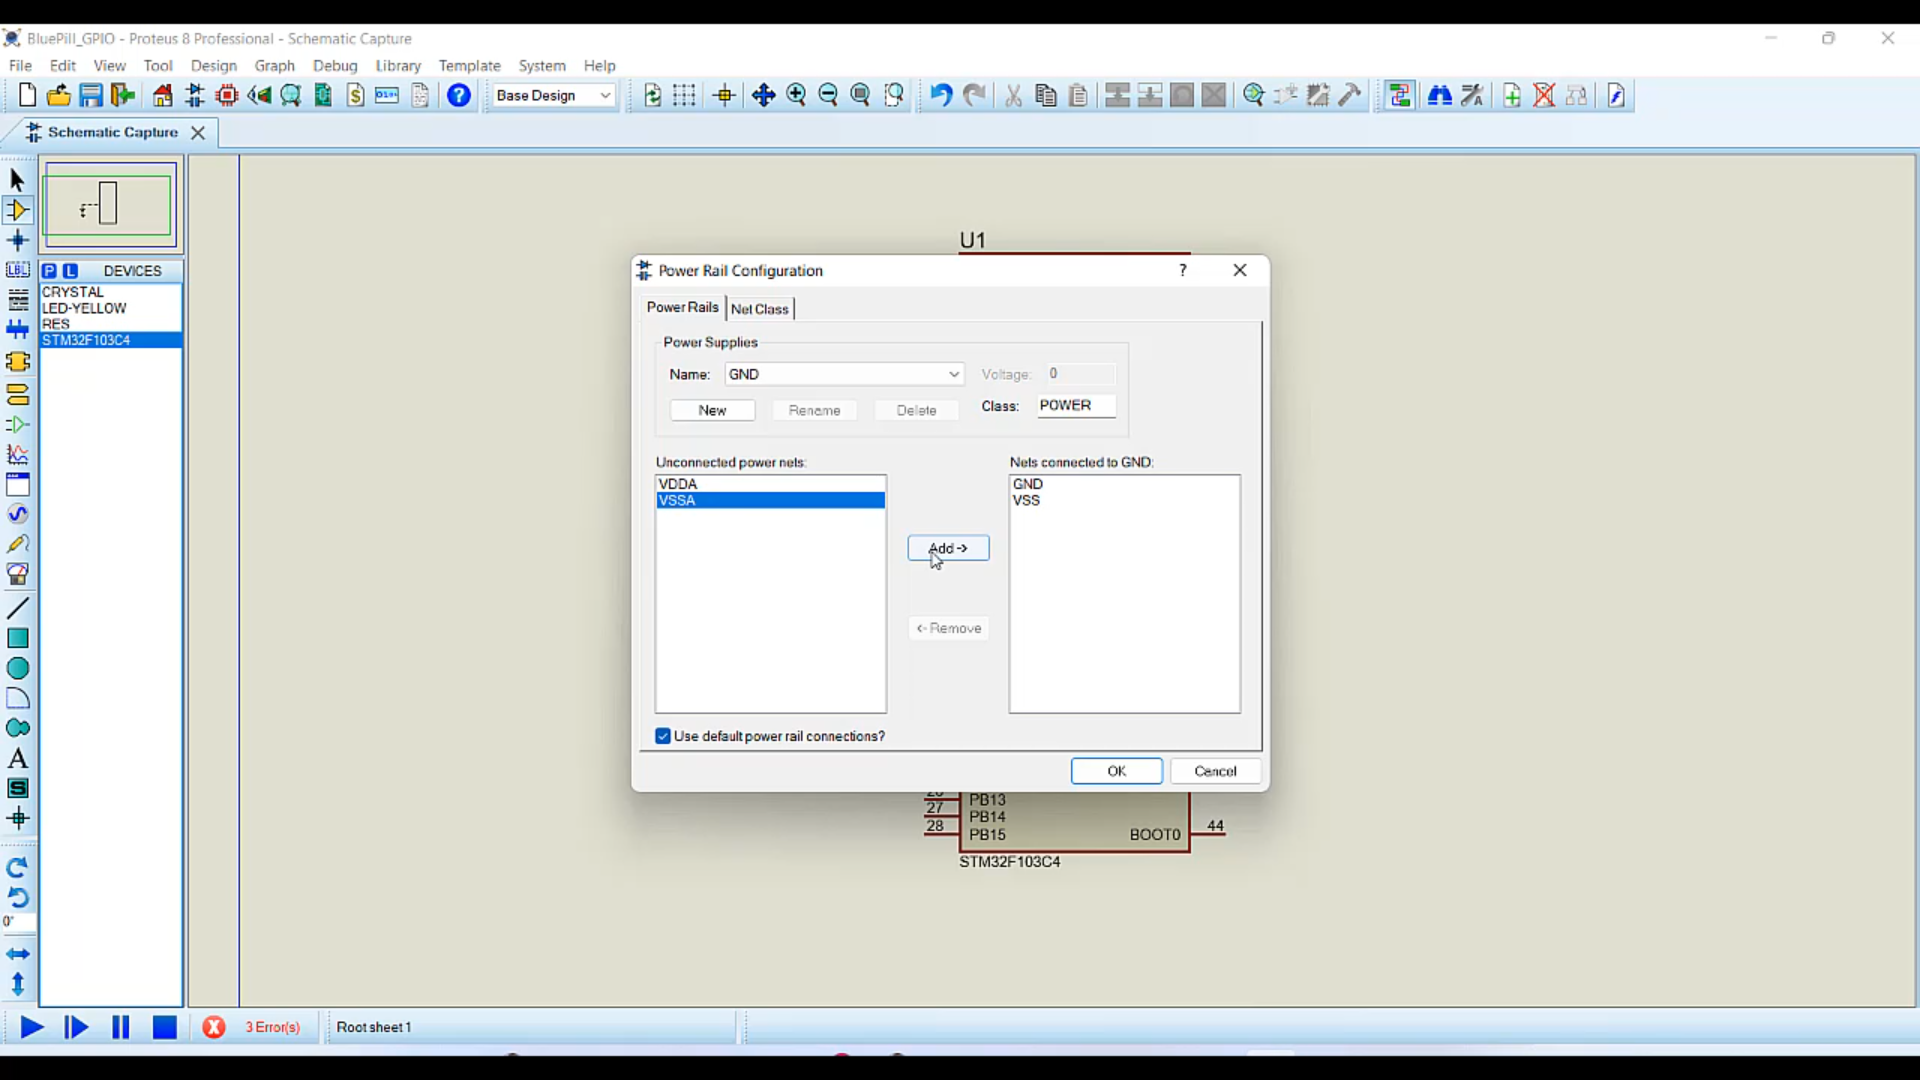 BluePill_GPIO - Proteus 8 Professional - Schematic Capture
File Edit View Tool Design Graph Debug Library Template System Help
Base Design
Schematic Capture
P L DEVICES
CRYSTAL
LED-YELLOW
RES
STM32F103C4
LBL
A
S
0°
U1
Power Rail Configuration ?
Power Rails Net Class
Power Supplies
Name: GND Voltage: 0
New Rename Delete Class: POWER
Unconnected power nets: Nets connected to GND:
VDDA GND
VSSA VSS
Add ->
<- Remove
Use default power rail connections?
OK Cancel
PB13
27 PB14
28 PB15 BOOT0 44
STM32F103C4
3 Error(s) Root sheet 1